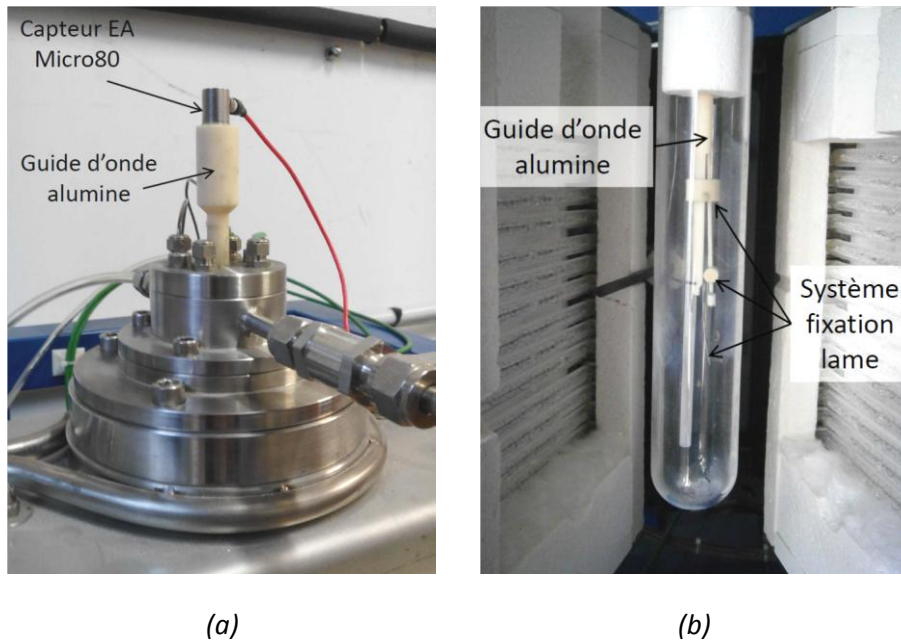 Capteur EA
Micro80
Guide d'onde
alumine
Guide d'onde
alumine
Système
fixation
lame
(a)
(b)